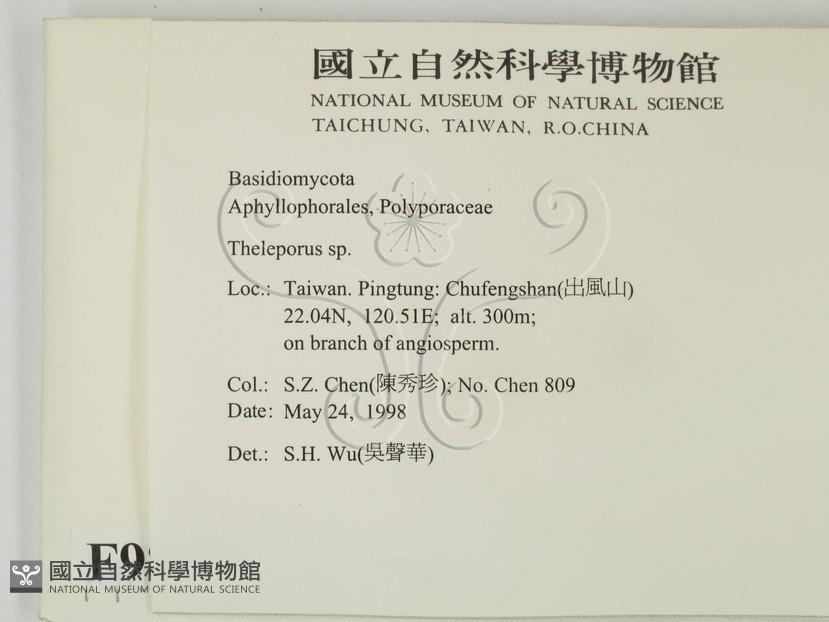 國立自然科學博物館
NATIONAL MUSEUM OF NATURAL SCIENCE
TAICHUNG, TAIWAN, R.O.CHINA
Basidiomycota
Aphyllophorales, Polyporaceae
Theleporus sp.
Loc.: Taiwan. Pingtung: Chufengshan(出風山)
22.04N, 120.51E; alt. 300m;
on branch of angiosperm.
Col.: S.Z. Chen(陳秀珍); No. Chen 809
Date: May 24, 1998
Det.: S.H. Wu(吳聲華)
國立自然科學博物館
NATIONAL MUSEUM OF NATURAL SCIENCE